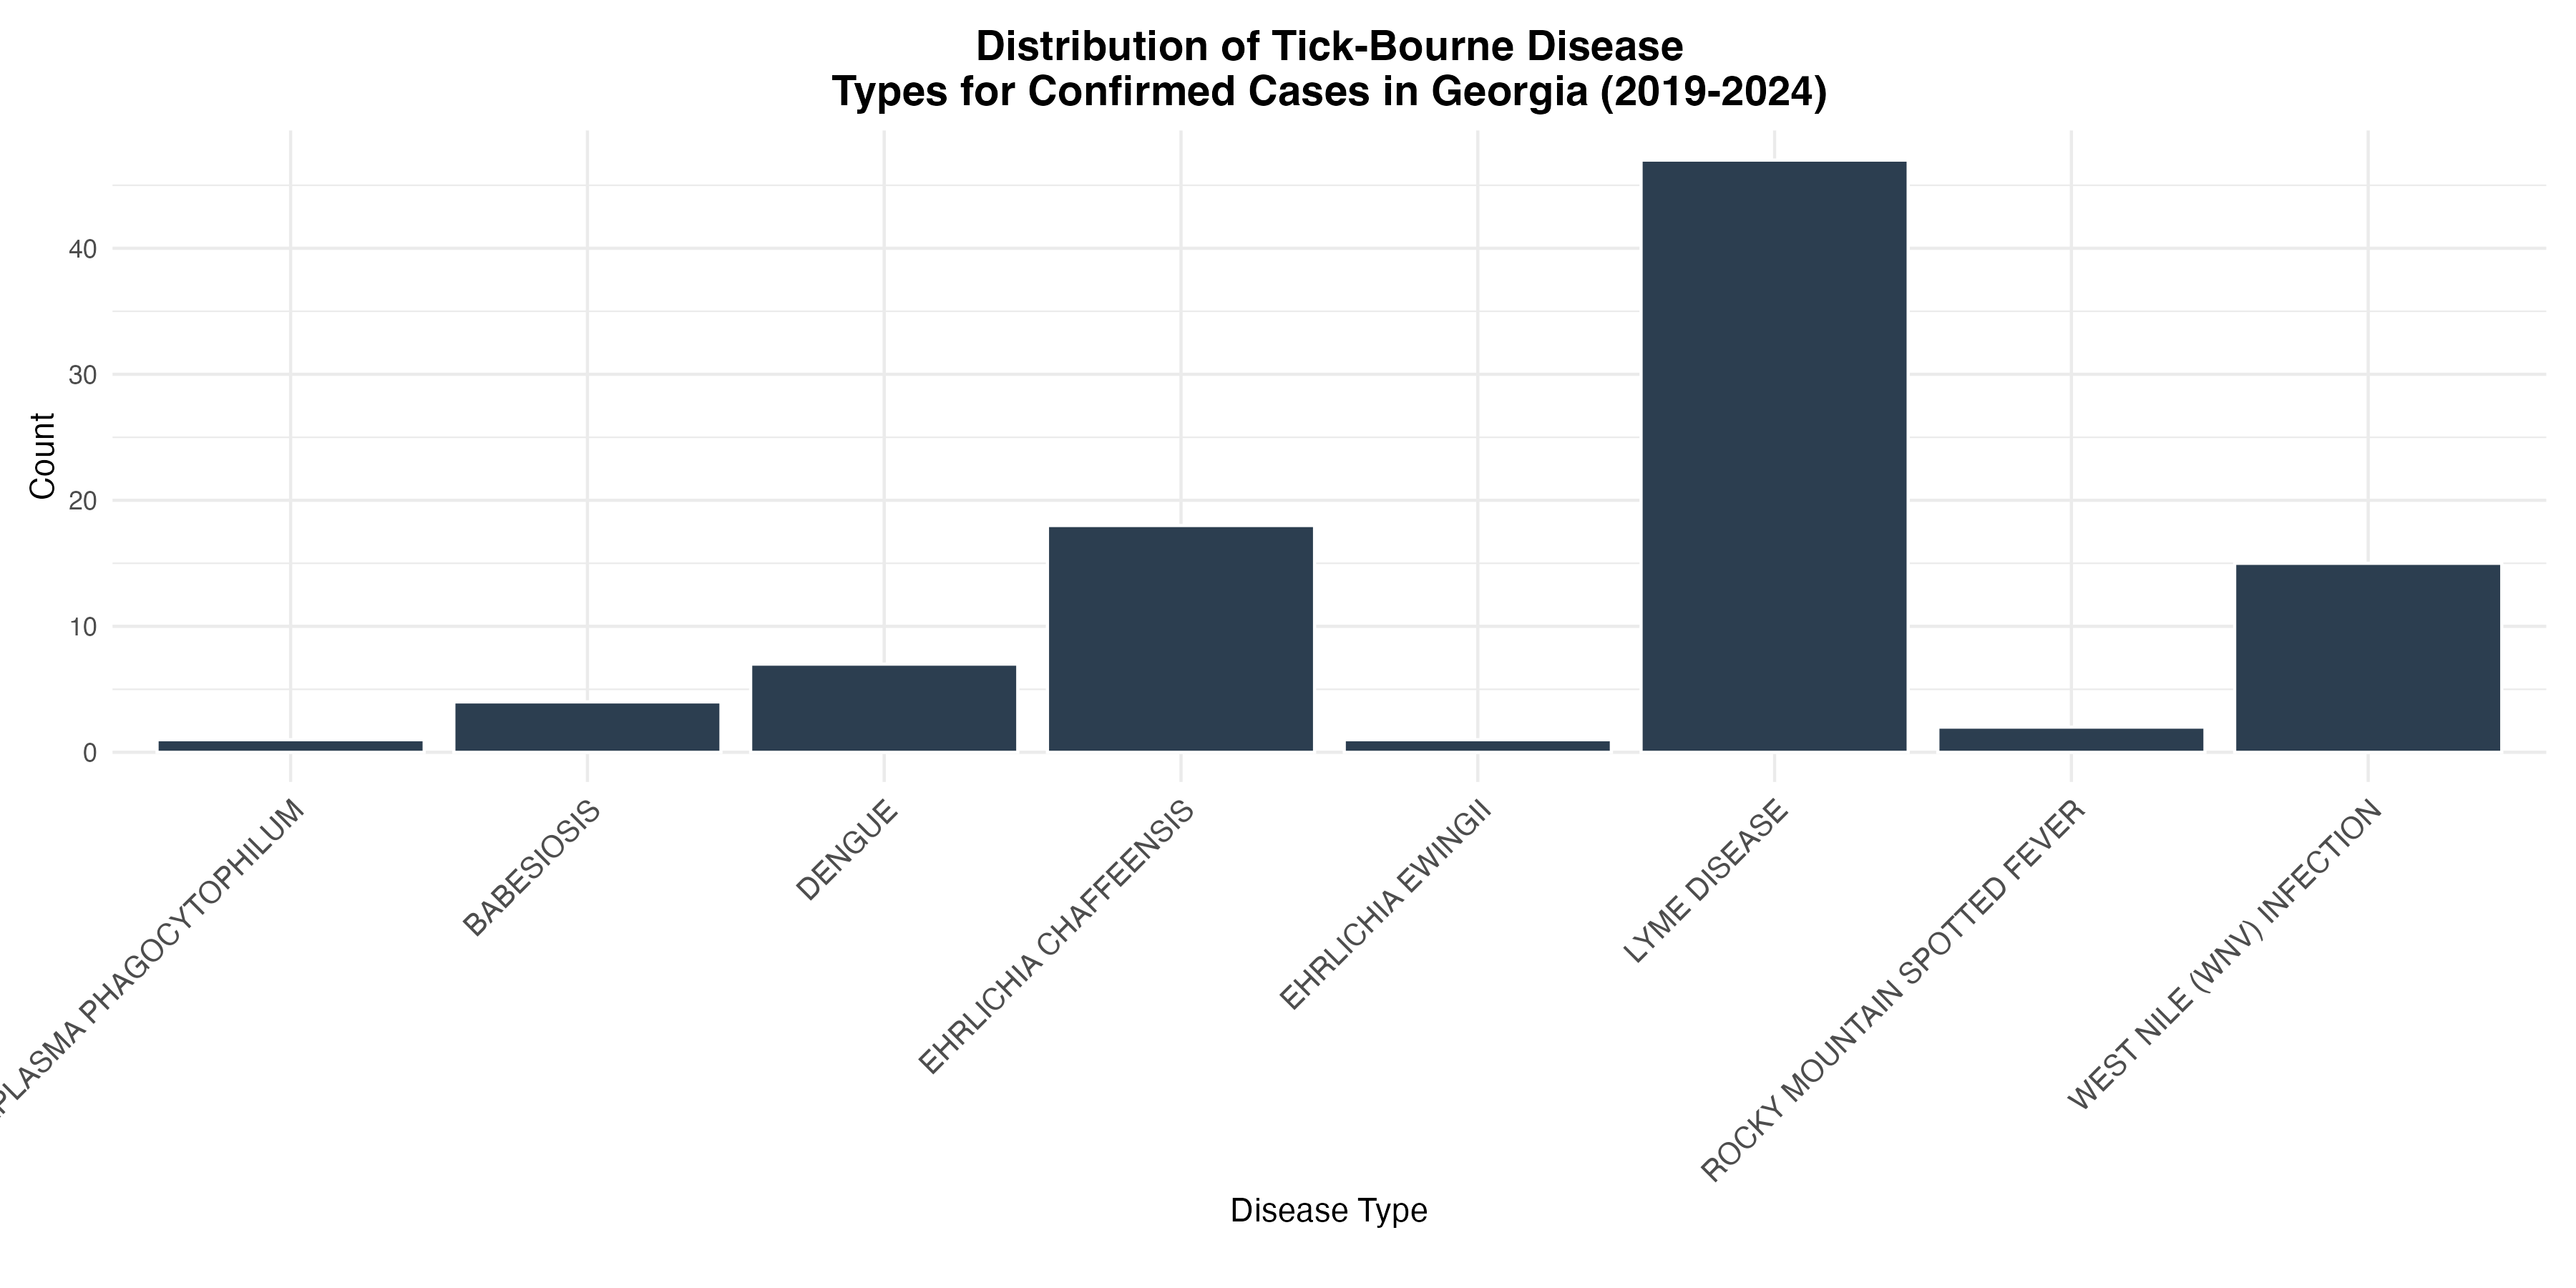 Distribution of Tick-Bourne Disease
Types for Confirmed Cases in Georgia (2019-2024)
Count
40
30
20
10
0
PLASMA PHAGOCYTOPHILUM
BABESIOSIS
DENGUE
EHRLICHIA CHAFFEENSIS
EHRLICHIA EWINGII
LYME DISEASE
ROCKY MOUNTAIN SPOTTED FEVER
WEST NILE (WNV) INFECTION
Disease Type